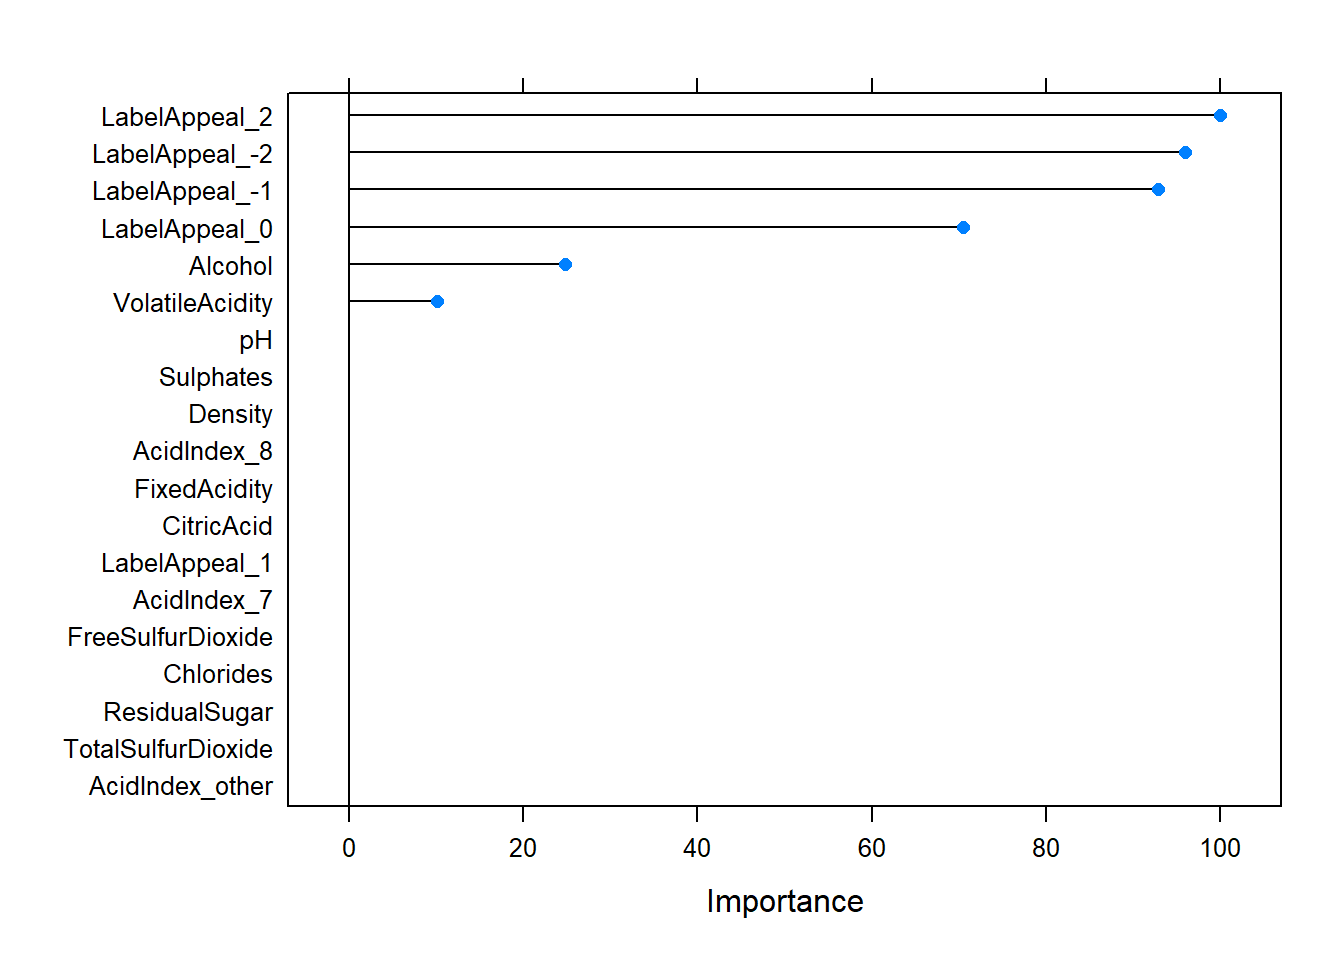 LabelAppeal_2
LabelAppeal_-2
LabelAppeal_-1
LabelAppeal_0
Alcohol
VolatileAcidity
pH
Sulphates
Density
AcidIndex_8
FixedAcidity
CitricAcid
LabelAppeal_1
AcidIndex_7
FreeSulfurDioxide
Chlorides
ResidualSugar
TotalSulfurDioxide
AcidIndex_other
0 20 40 60 80 100
Importance